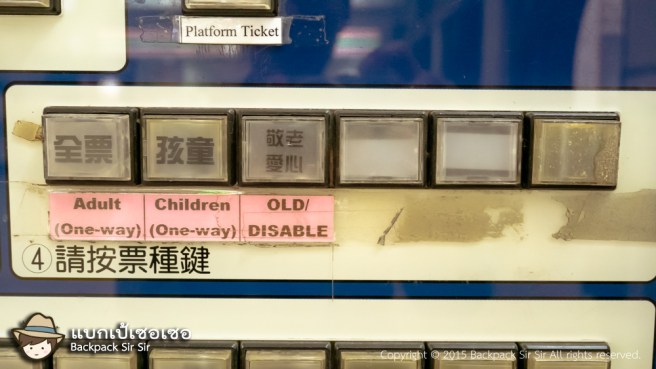 Platform Ticket
全票
孩童
敬老
愛心
Adult
(One-way)
Children
(One-way)
OLD/
DISABLE
④請按票種鍵
แบกเป้เซอเซอ
Backpack Sir Sir
Copyright © 2015 Backpack Sir Sir All rights reserved.